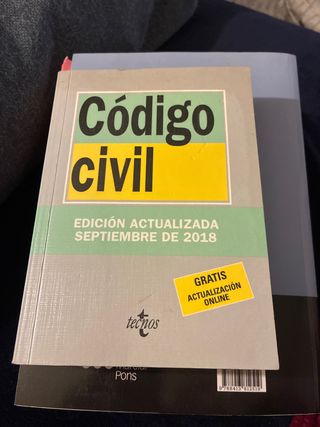 Código
civil
EDICIÓN ACTUALIZADA
SEPTIEMBRE DE 2018
GRATIS
ACTUALIZACIÓN
ONLINE
tecnos
Pons